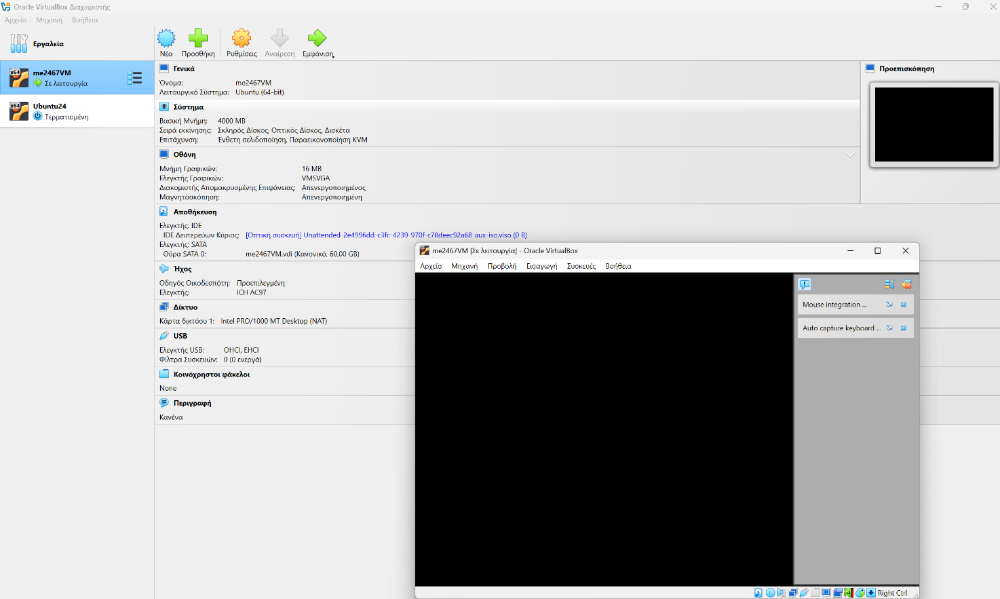 Oracle VirtualBox Διαχειριστής
Αρχείο Μηχανή Βοήθεια
Εργαλεία
Νέα Προσθήκη Ρυθμίσεις Αναίρεση Εμφάνιση
me2467VM
Σε λειτουργία
Ubuntu24
Τερματισμένη
Γενικά
Όνομα: me2467VM
Λειτουργικό Σύστημα: Ubuntu (64-bit)
Σύστημα
Βασική Μνήμη: 4000 MB
Σειρά εκκίνησης: Σκληρός Δίσκος, Οπτικός Δίσκος, Δισκέτα
Επιτάχυνση: Ένθετη σελιδοποίηση, Παραεικονοποίηση KVM
Οθόνη
Μνήμη Γραφικών: 16 MB
Ελεγκτής Γραφικών: VMSVGA
Διακομιστής Απομακρυσμένης Επιφάνειας: Απενεργοποιημένος
Μαγνητοσκόπηση: Απενεργοποιημένη
Προεπισκόπηση
Αποθήκευση
Ελεγκτής: IDE
IDE Δευτερεύων Κύριος: [Οπτική συσκευή] Unattended-2e4996dd-c3fc-4239-970f-c78deec92a68-aux-iso.viso (0 B)
Ελεγκτής: SATA
Θύρα SATA 0: me2467VM.vdi (Κανονικό, 60,00 GB)
Ήχος
Οδηγός Οικοδεσπότη: Προεπιλεγμένη
Ελεγκτής: ICH AC97
Δίκτυο
Κάρτα δικτύου 1: Intel PRO/1000 MT Desktop (NAT)
USB
Ελεγκτής USB: OHCI, EHCI
Φίλτρα Συσκευών: 0 (0 ενεργά)
Κοινόχρηστοι φάκελοι
None
Περιγραφή
Κανένα
me2467VM [Σε λειτουργία] - Oracle VirtualBox
Αρχείο Μηχανή Προβολή Εισαγωγή Συσκευές Βοήθεια
Mouse integration ...
Auto capture keyboard ...
Right Ctrl